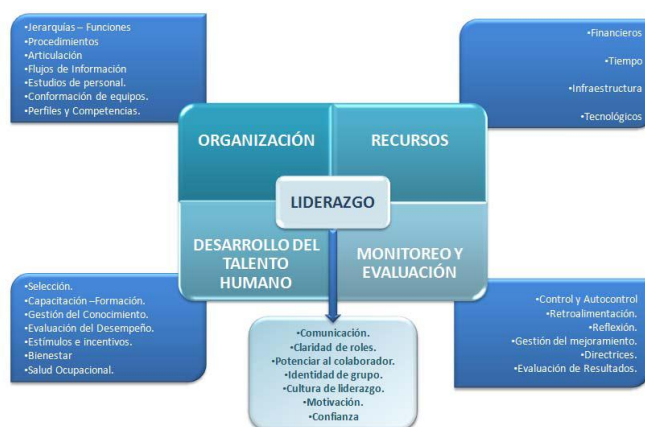 •Jerarquías – Funciones
•Procedimientos
•Articulación
•Flujos de Información
•Estudios de personal.
•Conformación de equipos.
•Perfiles y Competencias.
•Financieros
•Tiempo
•Infraestructura
•Tecnológicos
ORGANIZACIÓN
RECURSOS
LIDERAZGO
DESARROLLO DEL
TALENTO
HUMANO
MONITOREO Y
EVALUACIÓN
•Selección.
•Capacitación –Formación.
•Gestión del Conocimiento.
•Evaluación del Desempeño.
•Estímulos e incentivos.
•Bienestar
•Salud Ocupacional.
•Comunicación.
•Claridad de roles.
•Potenciar al colaborador.
•Identidad de grupo.
•Cultura de liderazgo.
•Motivación.
•Confianza
•Control y Autocontrol
•Retroalimentación.
•Reflexión.
•Gestión del mejoramiento.
•Directrices.
•Evaluación de Resultados.